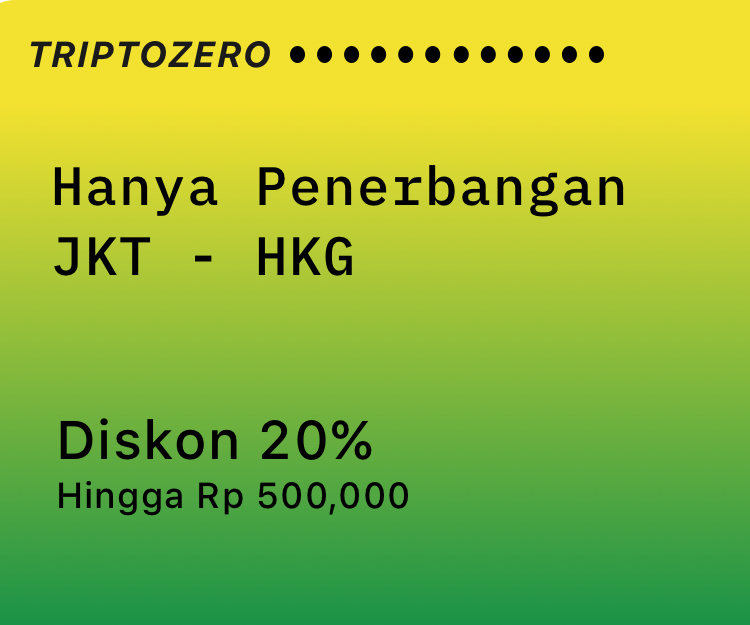 TRIPTOZERO
Hanya Penerbangan
JKT - HKG
Diskon 20%
Hingga Rp 500,000